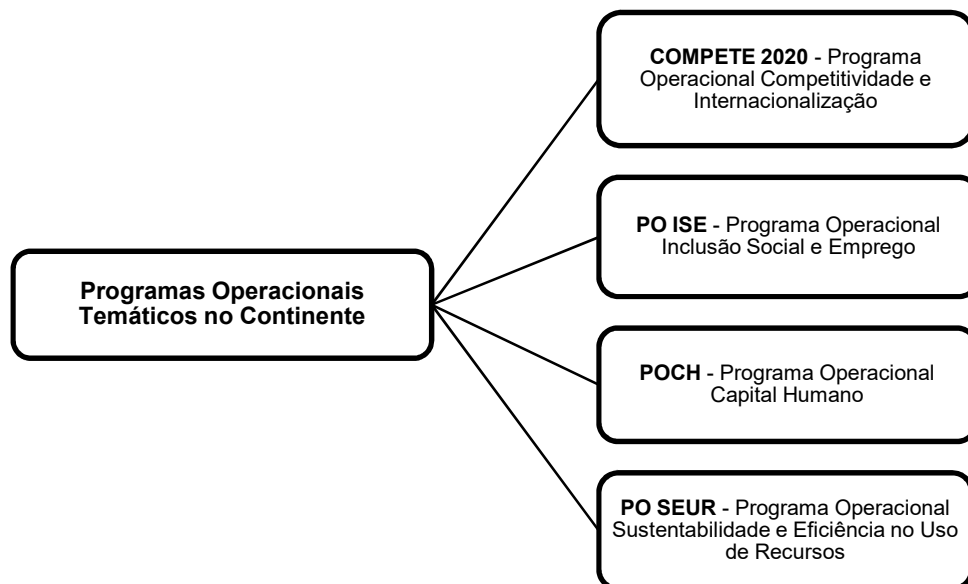 COMPETE 2020 - Programa
Operacional Competitividade e
Internacionalização
PO ISE - Programa Operacional
Inclusão Social e Emprego
Programas Operacionais
Temáticos no Continente
POCH - Programa Operacional
Capital Humano
PO SEUR - Programa Operacional
Sustentabilidade e Eficiência no Uso
de Recursos